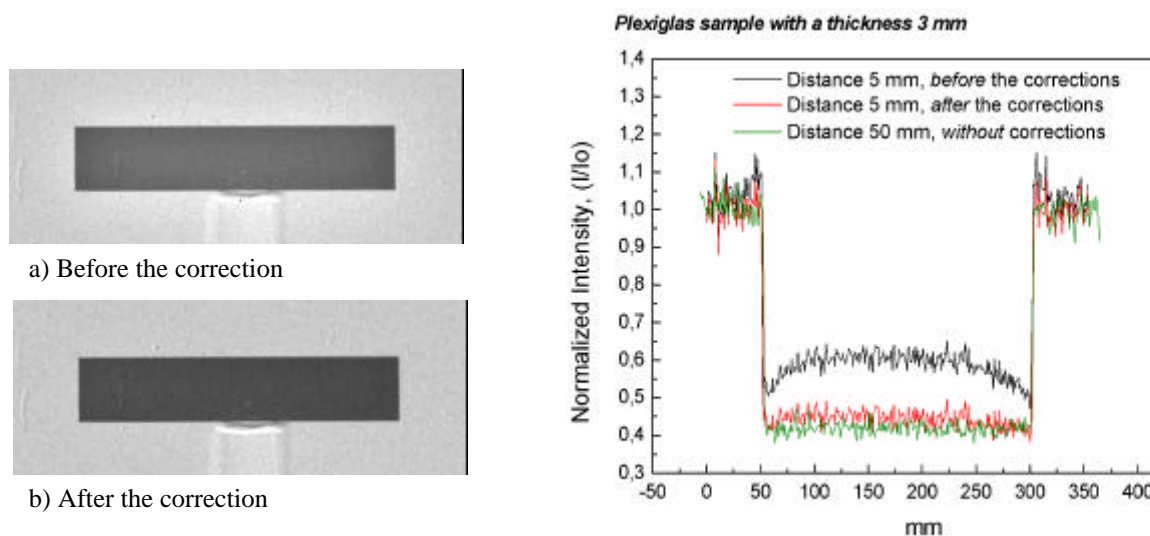 a) Before the correction
b) After the correction
Plexiglas sample with a thickness 3 mm
Distance 5 mm, before the corrections
Distance 5 mm, after the corrections
Distance 50 mm, without corrections
Normalized Intensity, (I/Io)
1,4
1,3
1,2
1,1
1,0
0,9
0,8
0,7
0,6
0,5
0,4
0,3
-50 0 50 100 150 200 250 300 350 400
mm